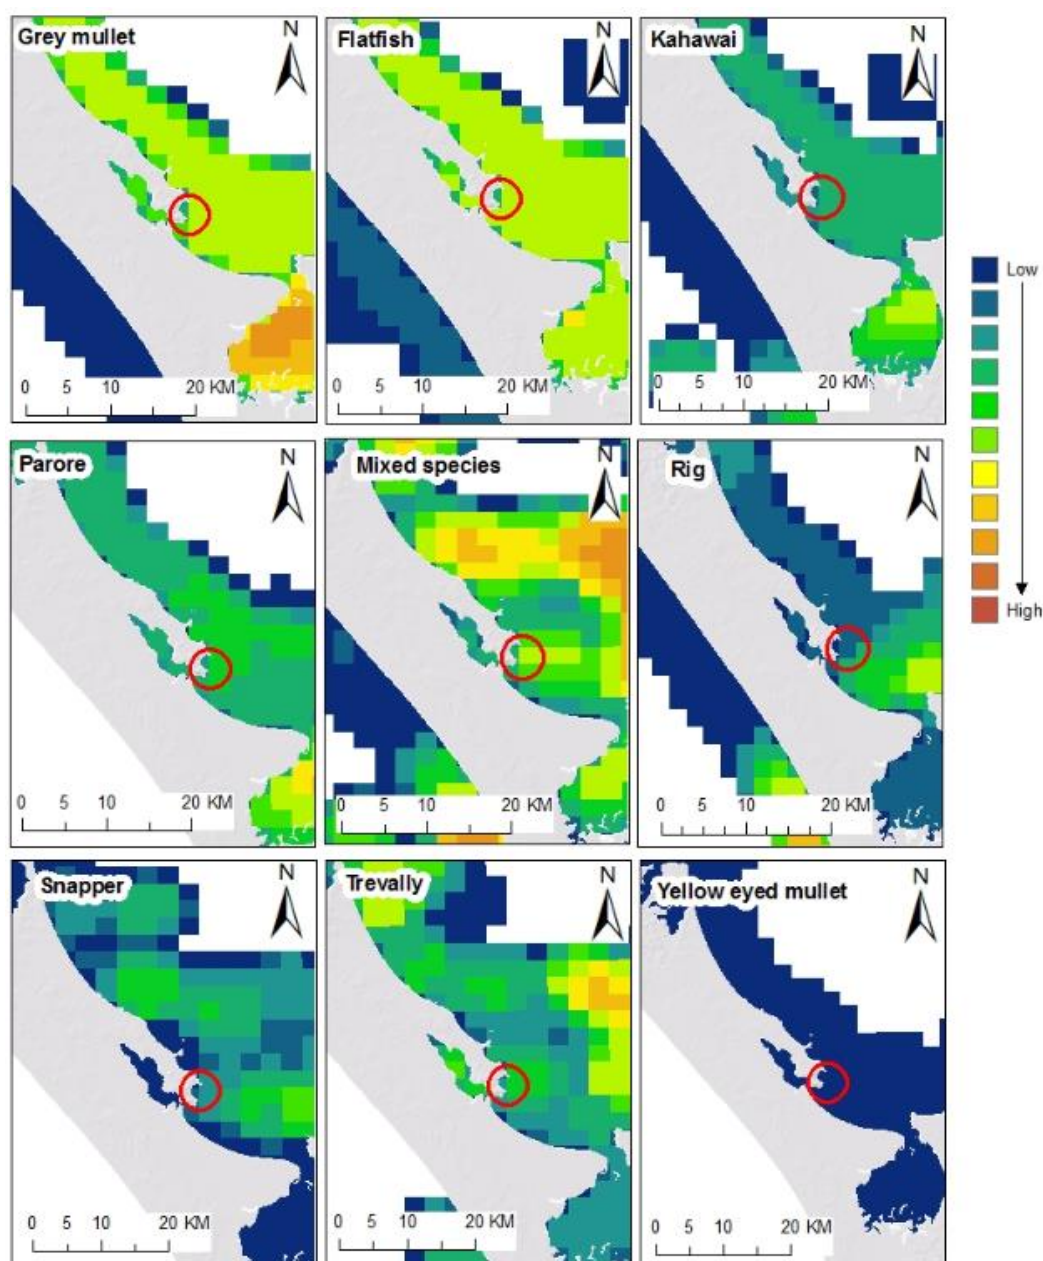 Grey mullet
N
0 5 10 20 KM
Flatfish
N
0 5 10 20 KM
Kahawai
N
0 5 10 20 KM
Low
High
Parore
N
0 5 10 20 KM
Mixed species
N
0 5 10 20 KM
Rig
N
0 5 10 20 KM
Snapper
N
0 5 10 20 KM
Trevally
N
0 5 10 20 KM
Yellow eyed mullet
N
0 5 10 20 KM